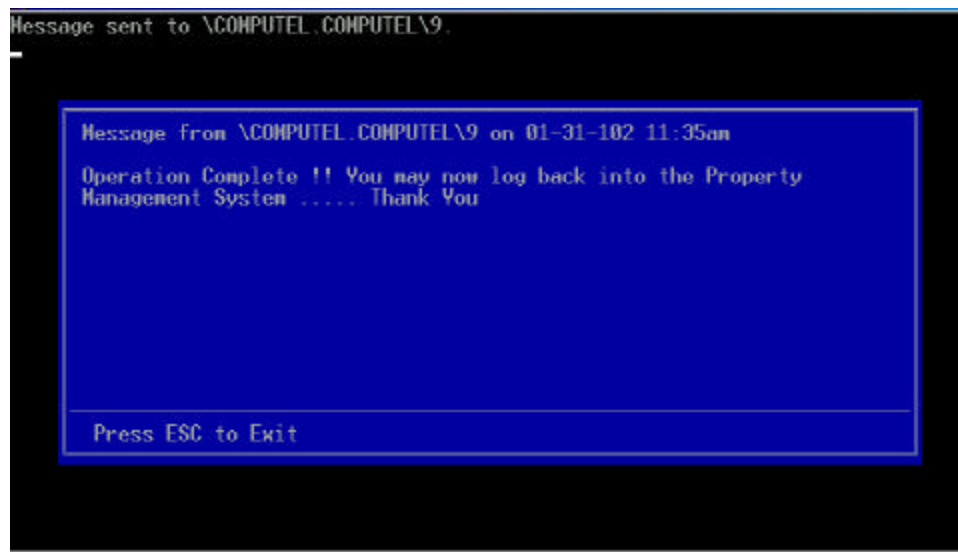 Message sent to \COMPUTEL.COMPUTEL\9.
Message from \COMPUTEL.COMPUTEL\9 on 01-31-102 11:35am
Operation Complete !! You may now log back into the Property
Management System ..... Thank You
Press ESC to Exit